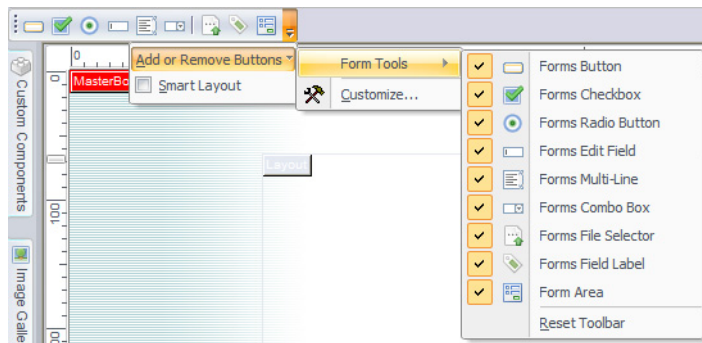 0
Add or Remove Buttons
Form Tools
Forms Button
MasterBo
Smart Layout
Customize...
Forms Checkbox
Forms Radio Button
Custom Components
Forms Edit Field
Layout
Forms Multi-Line
100
Forms Combo Box
Forms File Selector
Forms Field Label
Image Galle
Form Area
Reset Toolbar